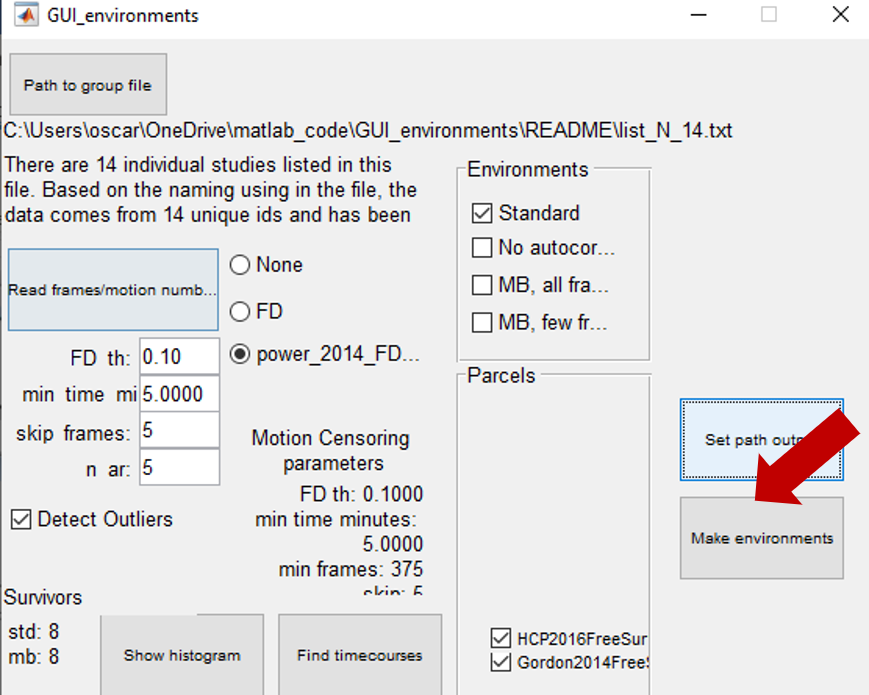 GUI_environments
Path to group file
C:\Users\oscar\OneDrive\matlab_code\GUI_environments\README\list_N_14.txt
There are 14 individual studies listed in this
file. Based on the naming using in the file, the
data comes from 14 unique ids and has been
Read frames/motion numb...
None
FD
power_2014_FD...
FD th: 0.10
min time mi 5.0000
skip frames: 5
n ar: 5
Detect Outliers
Motion Censoring
parameters
FD th: 0.1000
min time minutes:
5.0000
min frames: 375
skip: 5
Survivors
std: 8
mb: 8
Show histogram
Find timecourses
Environments
Standard
No autocor...
MB, all fra...
MB, few fr...
Parcels
HCP2016FreeSur
Gordon2014Free
Set path outp
Make environments